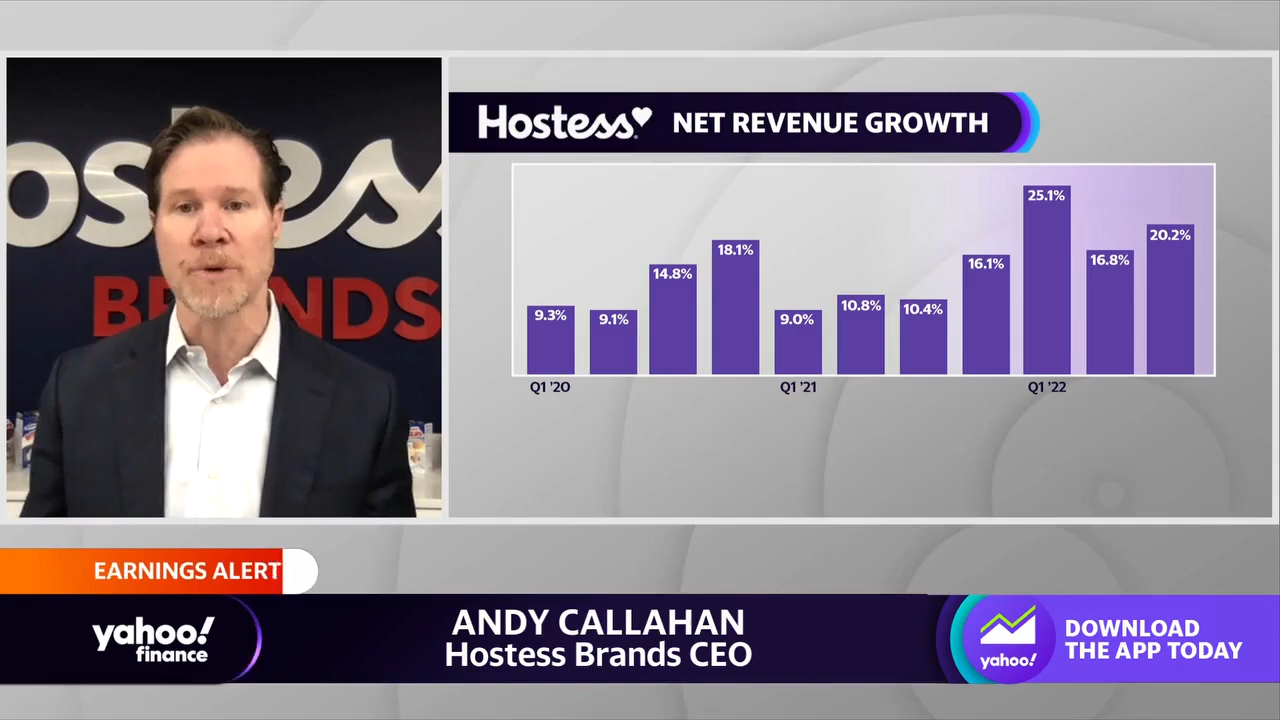 Hostess
BRANDS
Hostess NET REVENUE GROWTH
9.3%
9.1%
14.8%
18.1%
9.0%
10.8%
10.4%
16.1%
25.1%
16.8%
20.2%
Q1 '20
Q1 '21
Q1 '22
EARNINGS ALERT
yahoo!
finance
ANDY CALLAHAN
Hostess Brands CEO
yahoo!
DOWNLOAD
THE APP TODAY